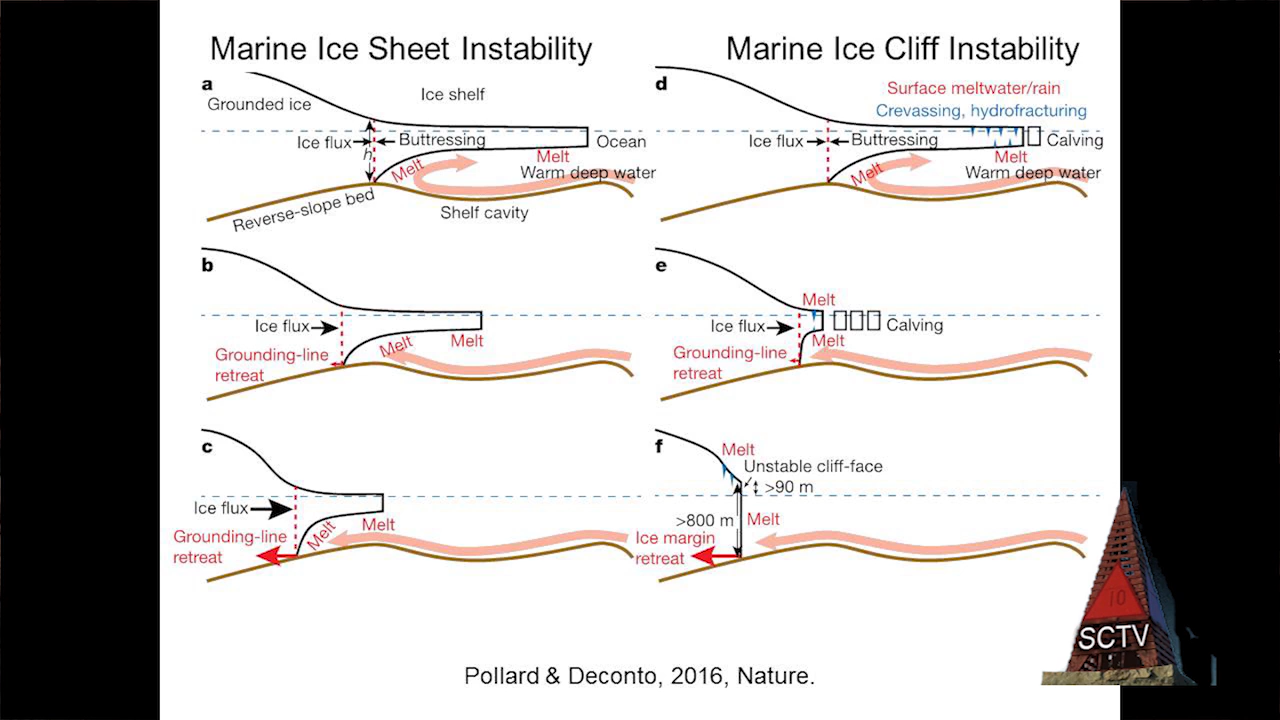 Marine Ice Sheet Instability
a
Grounded ice
Ice shelf
Ice flux
Buttressing
Ocean
h
Melt
Melt
Warm deep water
Reverse-slope bed
Shelf cavity
b
Ice flux
Melt
Melt
Grounding-line
retreat
c
Ice flux
Melt
Melt
Grounding-line
retreat
Marine Ice Cliff Instability
d
Surface meltwater/rain
Crevassing, hydrofracturing
Ice flux
Buttressing
Calving
Melt
Melt
Warm deep water
e
Melt
Ice flux
Calving
Melt
Grounding-line
retreat
f
Melt
Unstable cliff-face
>90 m
>800 m
Melt
Ice margin
retreat
10
SCTV
Pollard & Deconto, 2016, Nature.